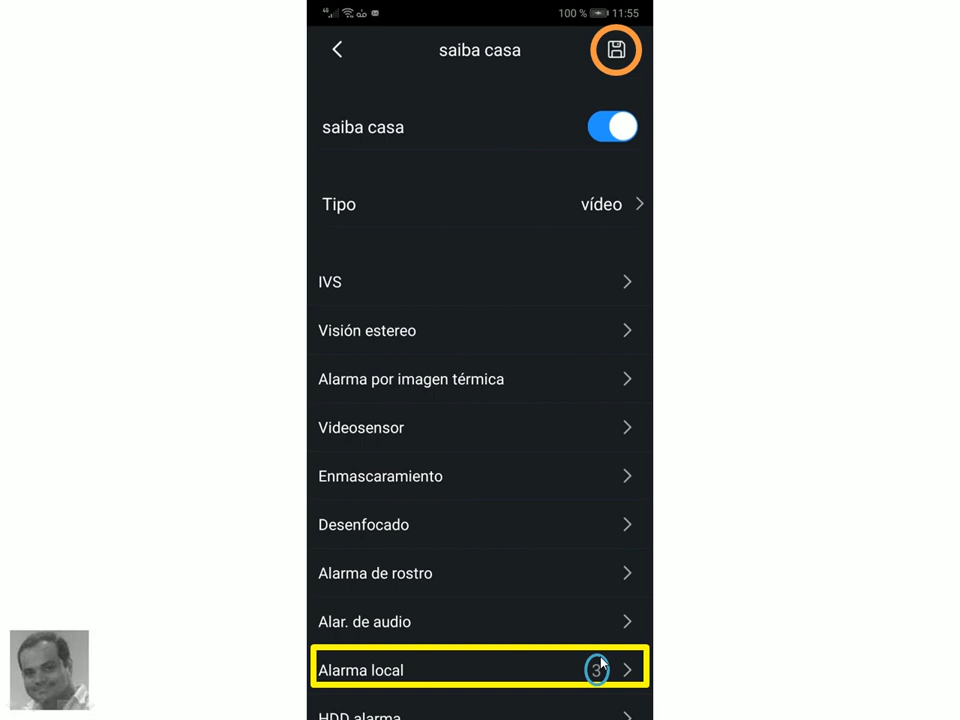 100 % 11:55
saiba casa
saiba casa
Tipo vídeo
IVS
Visión estereo
Alarma por imagen térmica
Videosensor
Enmascaramiento
Desenfocado
Alarma de rostro
Alar. de audio
Alarma local 3
HDD alarma